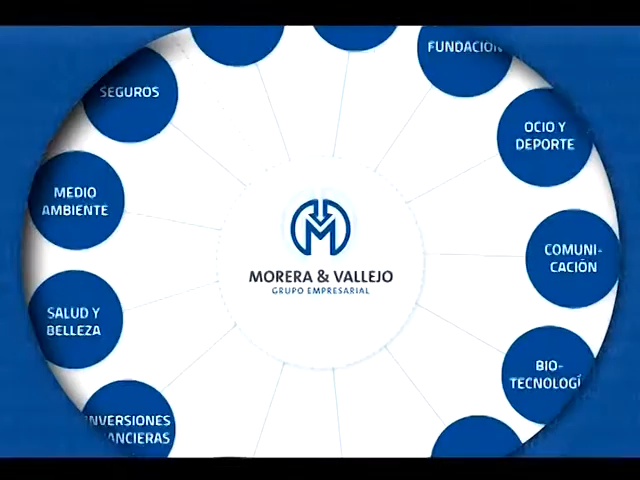 FUNDACIÓN
SEGUROS
OCIO Y
DEPORTE
MEDIO
AMBIENTE
COMUNI-
CACIÓN
MORERA & VALLEJO
GRUPO EMPRESARIAL
SALUD Y
BELLEZA
BIO-
TECNOLOGÍ
NVERSIONES
ANCIERAS